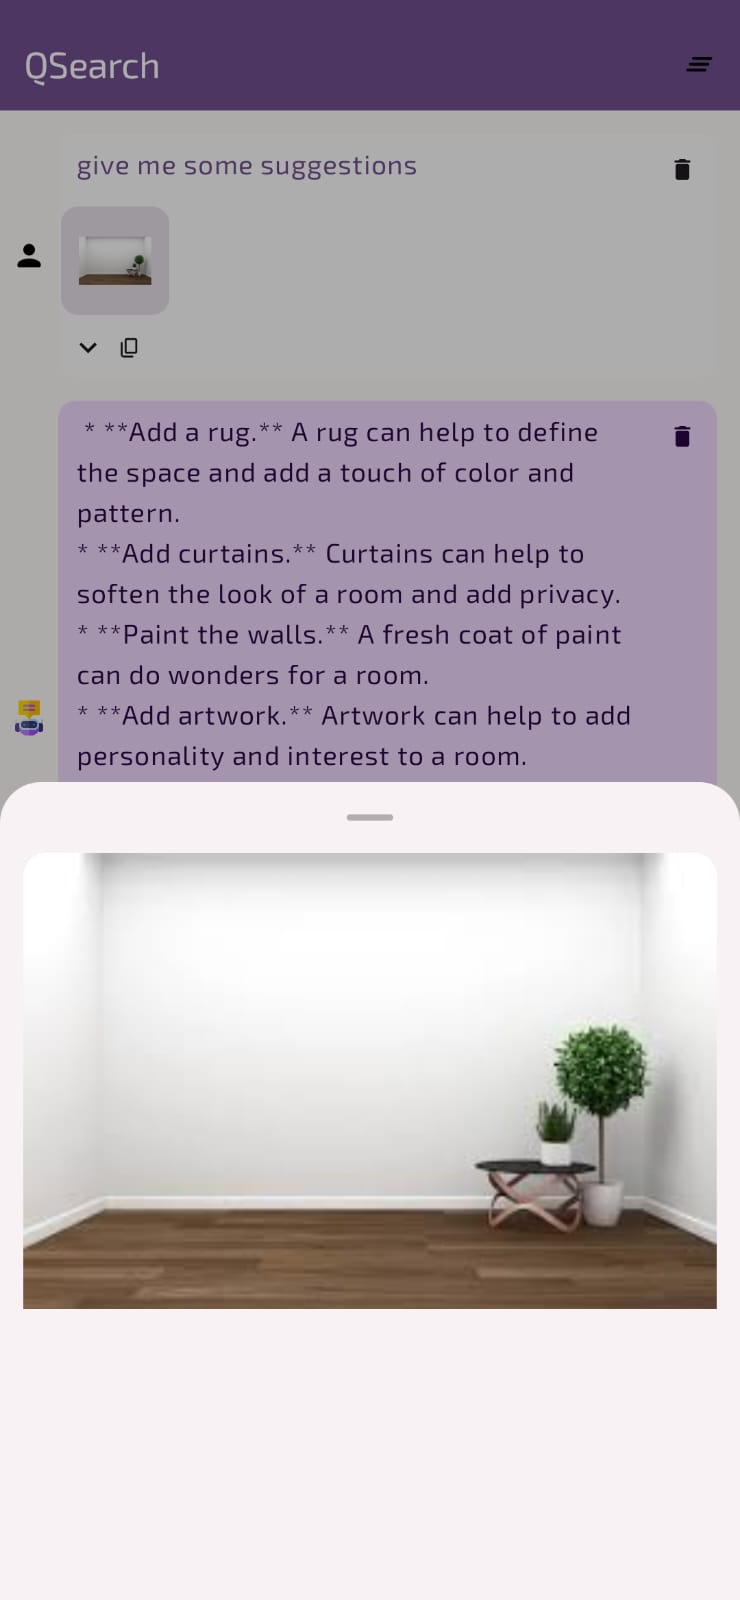 QSearch
give me some suggestions
* **Add a rug.** A rug can help to define
the space and add a touch of color and
pattern.
* **Add curtains.** Curtains can help to
soften the look of a room and add privacy.
* **Paint the walls.** A fresh coat of paint
can do wonders for a room.
* **Add artwork.** Artwork can help to add
personality and interest to a room.